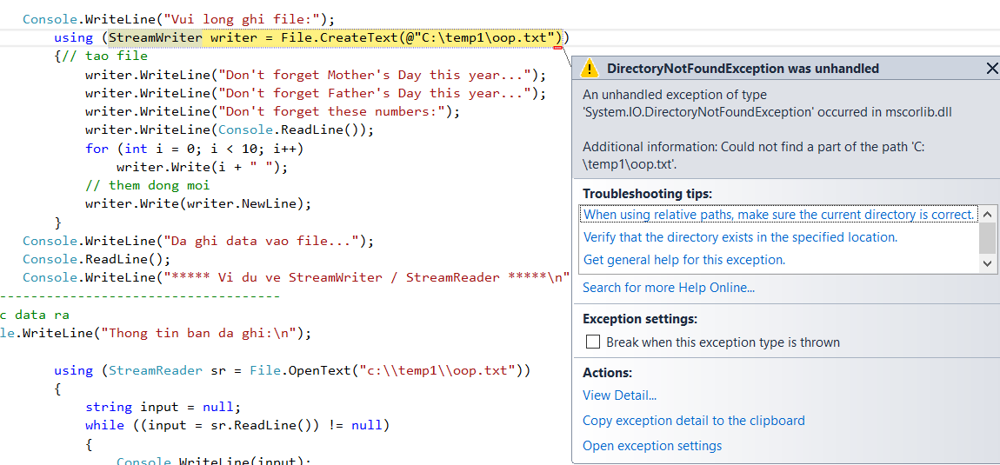 Console.WriteLine("Vui long ghi file:");
using (StreamWriter writer = File.CreateText(@"C:\temp1\oop.txt"))
{// tao file
writer.WriteLine("Don't forget Mother's Day this year...");
writer.WriteLine("Don't forget Father's Day this year...");
writer.WriteLine("Don't forget these numbers:");
writer.WriteLine(Console.ReadLine());
for (int i = 0; i < 10; i++)
writer.Write(i + " ");
// them dong moi
writer.Write(writer.NewLine);
}
Console.WriteLine("Da ghi data vao file...");
Console.ReadLine();
Console.WriteLine("***** Vi du ve StreamWriter / StreamReader *****\n"
------------------------------------
c data ra
le.WriteLine("Thong tin ban da ghi:\n");
using (StreamReader sr = File.OpenText("c:\\temp1\\oop.txt"))
{
string input = null;
while ((input = sr.ReadLine()) != null)
{
Console.WriteLine(input);
DirectoryNotFoundException was unhandled
An unhandled exception of type
'System.IO.DirectoryNotFoundException' occurred in mscorlib.dll
Additional information: Could not find a part of the path 'C:
\temp1\oop.txt'.
Troubleshooting tips:
When using relative paths, make sure the current directory is correct.
Verify that the directory exists in the specified location.
Get general help for this exception.
Search for more Help Online...
Exception settings:
Break when this exception type is thrown
Actions:
View Detail...
Copy exception detail to the clipboard
Open exception settings